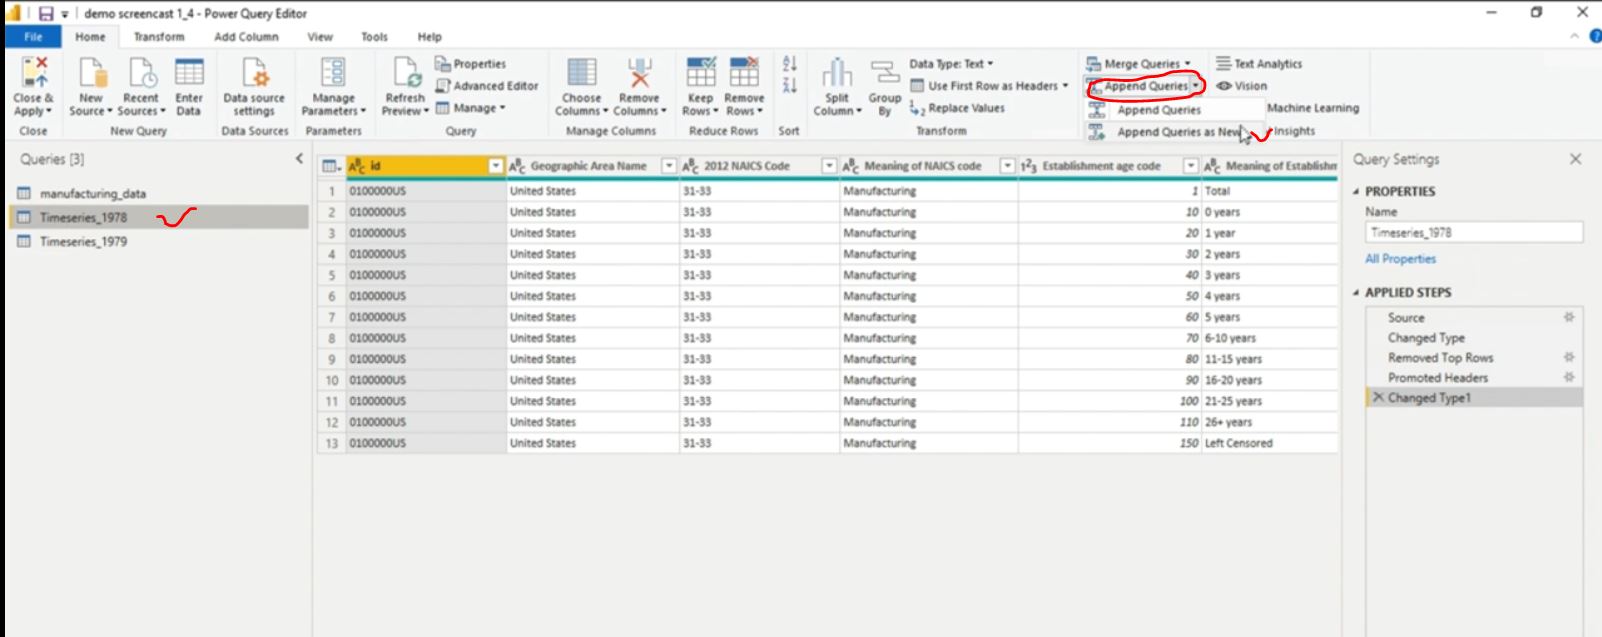 demo screencast 1_4 - Power Query Editor
File Home Transform Add Column View Tools Help
Close & Apply
New Source
Recent Sources
Enter Data
Data source settings
Manage Parameters
Refresh Preview
Properties
Advanced Editor
Manage
Choose Columns
Remove Columns
Keep Rows
Remove Rows
Split Column
Group By
Data Type: Text
Use First Row as Headers
Replace Values
Merge Queries
Append Queries
Append Queries
Append Queries as New
Text Analytics
Vision
Machine Learning
Close New Query Data Sources Parameters Query Manage Columns Reduce Rows Sort Transform Insights
Queries [3]
manufacturing_data
Timeseries_1978
Timeseries_1979
id Geographic Area Name 2012 NAICS Code Meaning of NAICS code 123 Establishment age code Meaning of Establishm
1 0100000US United States 31-33 Manufacturing 1 Total
2 0100000US United States 31-33 Manufacturing 10 0 years
3 0100000US United States 31-33 Manufacturing 20 1 year
4 0100000US United States 31-33 Manufacturing 30 2 years
5 0100000US United States 31-33 Manufacturing 40 3 years
6 0100000US United States 31-33 Manufacturing 50 4 years
7 0100000US United States 31-33 Manufacturing 60 5 years
8 0100000US United States 31-33 Manufacturing 70 6-10 years
9 0100000US United States 31-33 Manufacturing 80 11-15 years
10 0100000US United States 31-33 Manufacturing 90 16-20 years
11 0100000US United States 31-33 Manufacturing 100 21-25 years
12 0100000US United States 31-33 Manufacturing 110 26+ years
13 0100000US United States 31-33 Manufacturing 150 Left Censored
Query Settings
PROPERTIES
Name
Timeseries_1978
All Properties
APPLIED STEPS
Source
Changed Type
Removed Top Rows
Promoted Headers
Changed Type1